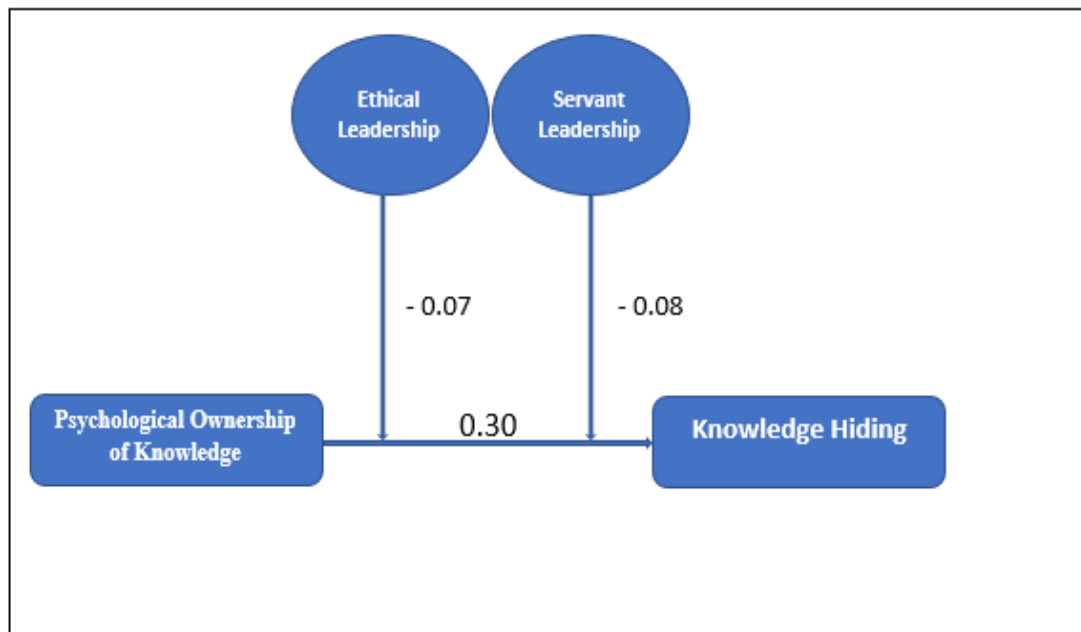 Ethical
Leadership
Servant
Leadership
- 0.07
- 0.08
Psychological Ownership
of Knowledge
0.30
Knowledge Hiding